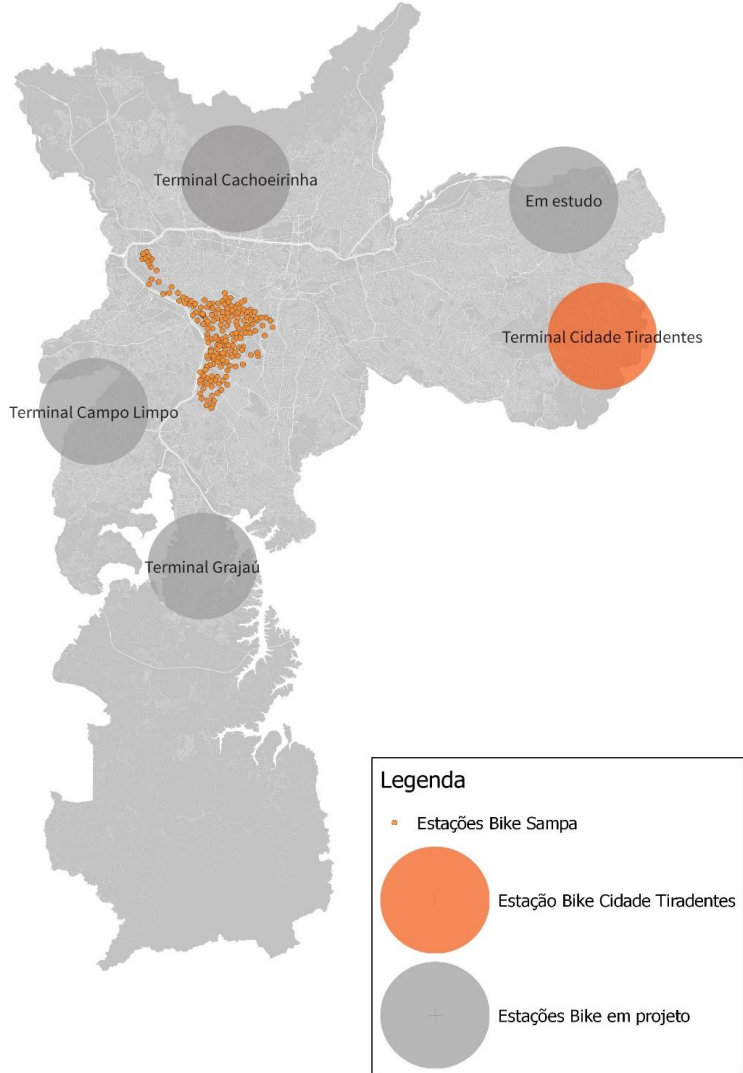 Terminal Cachoeirinha
Em estudo
Terminal Cidade Tiradentes
Terminal Campo Limpo
Terminal Grajaú
Legenda
Estações Bike Sampa
Estação Bike Cidade Tiradentes
Estações Bike em projeto